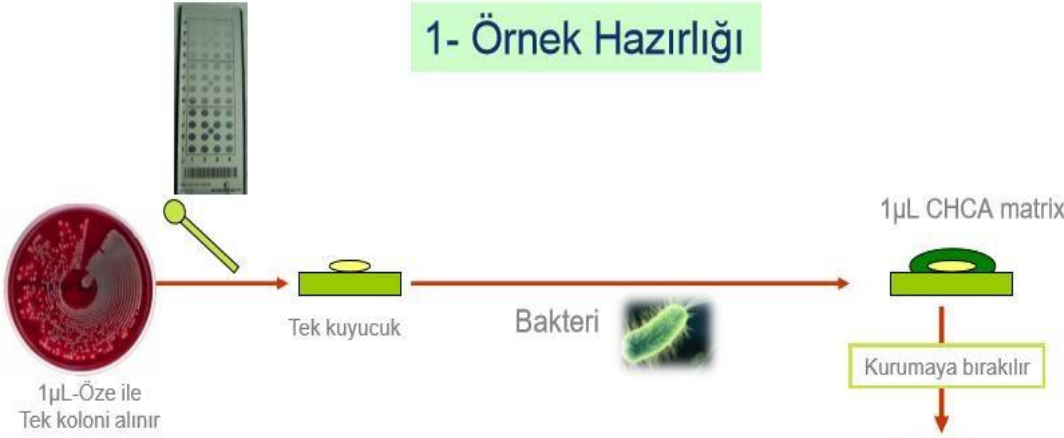 1- Örnek Hazırlığı
1µL CHCA matrix
Tek kuyucuk
Bakteri
Kurumaya bırakılır
1µL-Öze ile
Tek koloni alınır